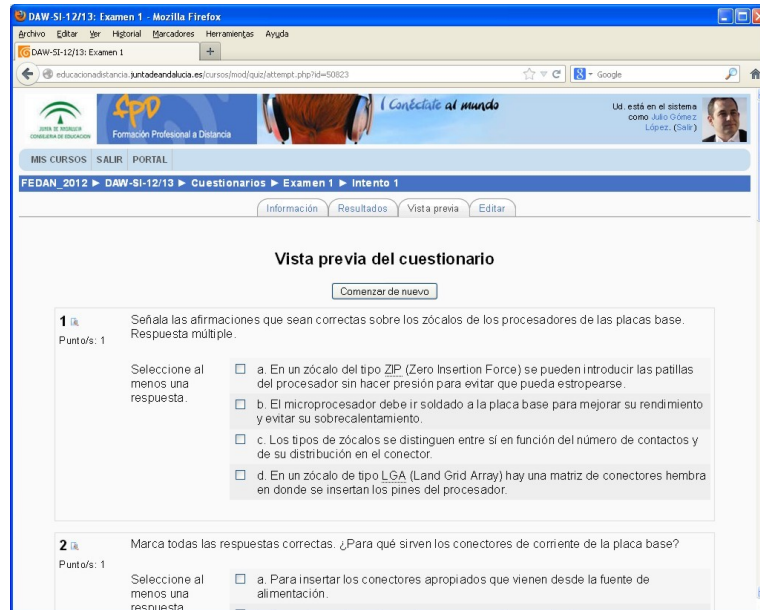 DAW-SI-12/13: Examen 1 - Mozilla Firefox
Archivo Editar Ver Historial Marcadores Herramientas Ayuda
DAW-SI-12/13: Examen 1 +
educacionadistancia.juntadeandalucia.es/cursos/mod/quiz/attempt.php?id=50823
Google
JUNTA DE ANDALUCIA
CONSEJERIA DE EDUCACION
fpD
Formación Profesional a Distancia
Conéctate al mundo
Ud. está en el sistema
como Julio Gómez
López. (Salir)
MIS CURSOS SALIR PORTAL
FEDAN_2012 ► DAW-SI-12/13 ► Cuestionarios ► Examen 1 ► Intento 1
Información Resultados Vista previa Editar
Vista previa del cuestionario
Comenzar de nuevo
1
Punto/s: 1
Señala las afirmaciones que sean correctas sobre los zócalos de los procesadores de las placas base.
Respuesta múltiple.
Seleccione al
menos una
respuesta.
a. En un zócalo del tipo ZIP (Zero Insertion Force) se pueden introducir las patillas
del procesador sin hacer presión para evitar que pueda estropearse.
b. El microprocesador debe ir soldado a la placa base para mejorar su rendimiento
y evitar su sobrecalentamiento.
c. Los tipos de zócalos se distinguen entre sí en función del número de contactos y
de su distribución en el conector.
d. En un zócalo de tipo LGA (Land Grid Array) hay una matriz de conectores hembra
en donde se insertan los pines del procesador.
2
Punto/s: 1
Marca todas las respuestas correctas. ¿Para qué sirven los conectores de corriente de la placa base?
Seleccione al
menos una
respuesta
a. Para insertar los conectores apropiados que vienen desde la fuente de
alimentación.